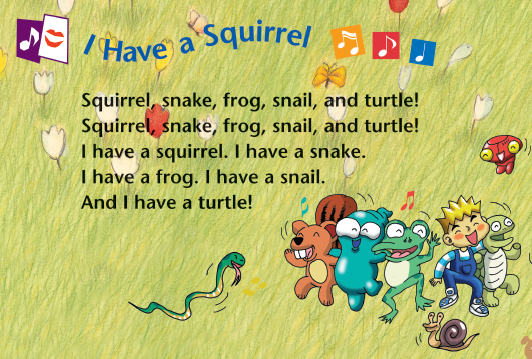 I Have a Squirrel
Squirrel, snake, frog, snail, and turtle!
Squirrel, snake, frog, snail, and turtle!
I have a squirrel. I have a snake.
I have a frog. I have a snail.
And I have a turtle!